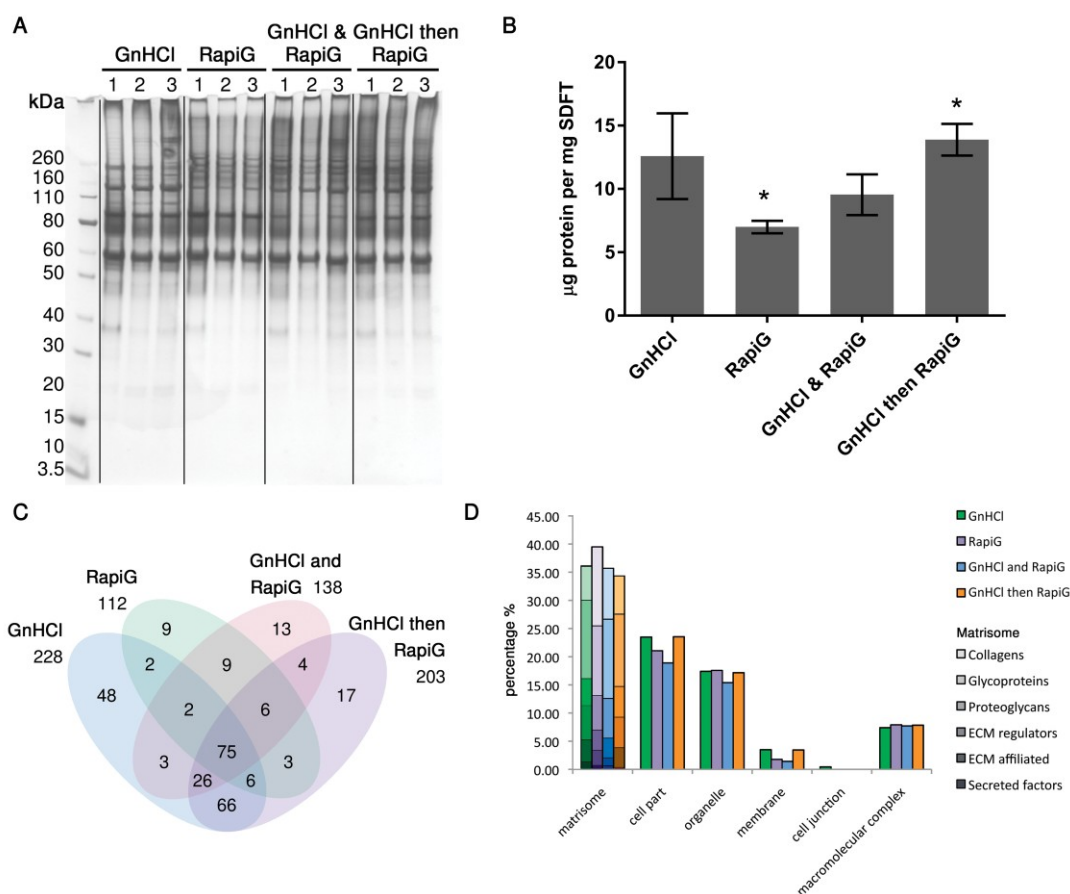 A
GnHCl RapiG GnHCl & RapiG GnHCl then RapiG
1 2 3 1 2 3 1 2 3 1 2 3
kDa
260
160
110
80
60
50
40
30
20
15
10
3.5
B
µg protein per mg SDFT
20
15
10
5
0
* *
GnHCl
RapiG
GnHCl & RapiG
GnHCl then RapiG
C
GnHCl
228
RapiG
112
GnHCl and
RapiG 138
GnHCl then
RapiG
203
9 13
2 9 4
48 17
2 6
75
3 3
26 6
66
D
percentage %
45.00
40.00
35.00
30.00
25.00
20.00
15.00
10.00
5.00
0.00
matrisome
cell part
organelle
membrane
cell junction
macromolecular complex
GnHCl
RapiG
GnHCl and RapiG
GnHCl then RapiG
Matrisome
Collagens
Glycoproteins
Proteoglycans
ECM regulators
ECM affiliated
Secreted factors